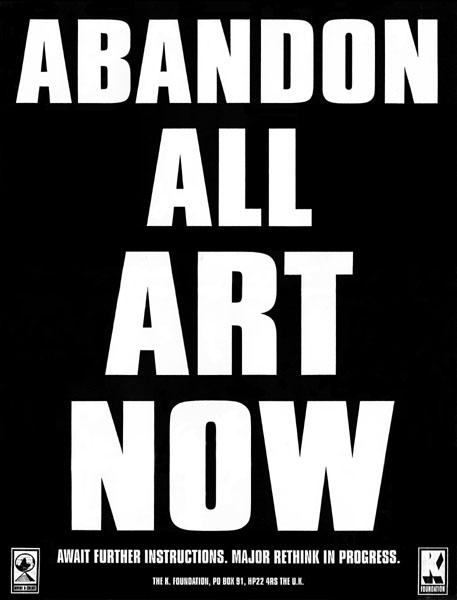 ABANDON
ALL
ART
NOW
AWAIT FURTHER INSTRUCTIONS. MAJOR RETHINK IN PROGRESS.
THE K. FOUNDATION, PO BOX 91, HP22 4RS THE U.K.
K
FOUNDATION